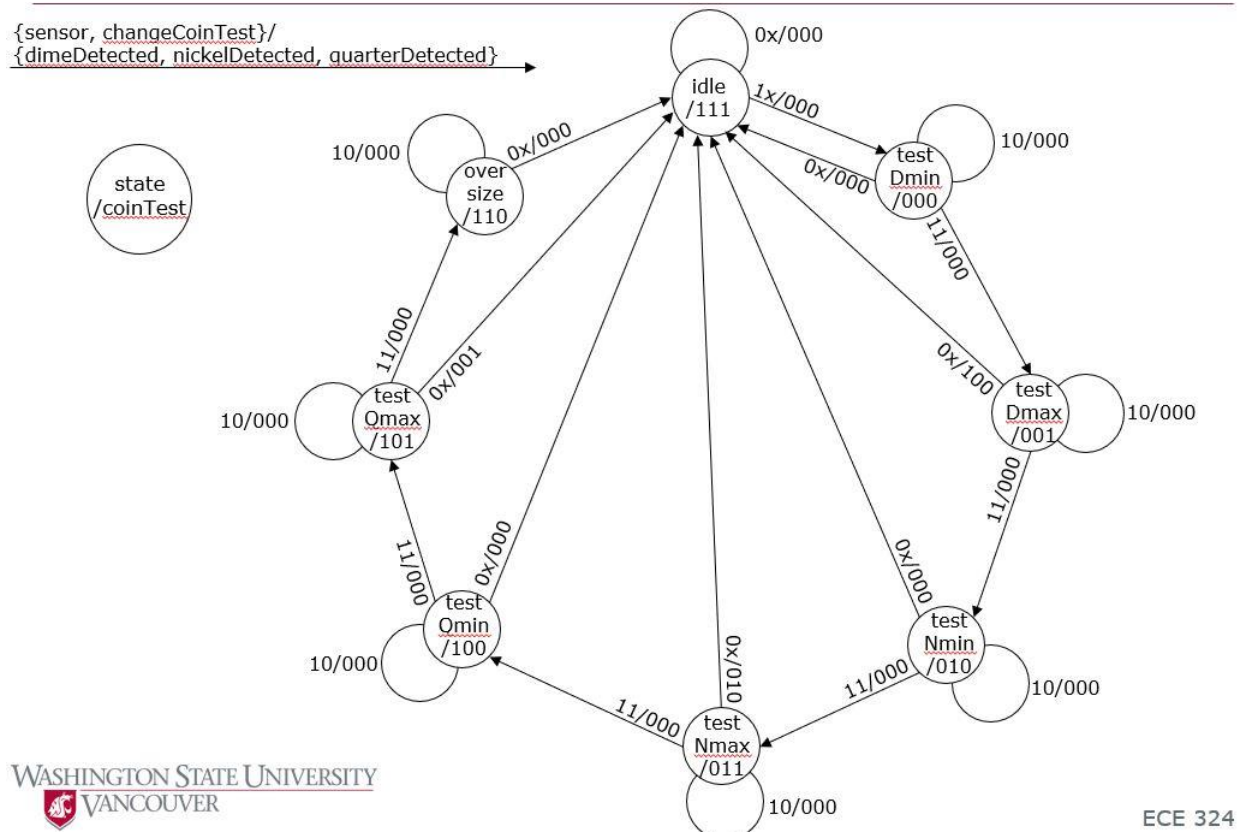 {sensor, changeCoinTest}/
{dimeDetected, nickelDetected, quarterDetected}
state
/coinTest
0x/000
idle
/111
1x/000
0x/000
10/000
over
size
/110
0x/000
test
Dmin
/000
10/000
11/000
11/000
0x/001
0x/100
test
Dmax
/001
10/000
10/000
test
Qmax
/101
11/000
11/000
0x/000
0x/000
test
Qmin
/100
10/000
test
Nmin
/010
10/000
0x/010
11/000
11/000
test
Nmax
/011
10/000
WASHINGTON STATE UNIVERSITY
VANCOUVER
ECE 324